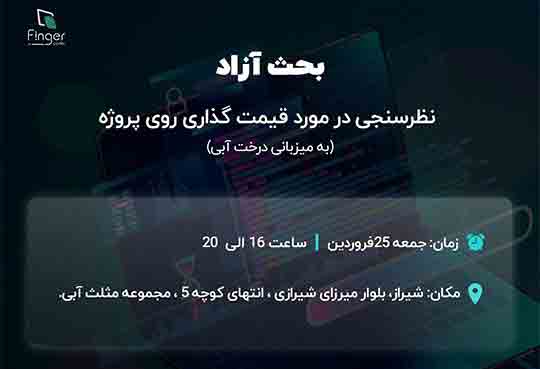 Finger
بحث آزاد
نظرسنجی در مورد قیمت گذاری روی پروژه
(به میزبانی درخت آبی)
زمان: جمعه 25فروردین | ساعت 16 الی 20
مکان: شیراز، بلوار میرزای شیرازی ، انتهای کوچه 5 ، مجموعه مثلث آبی.